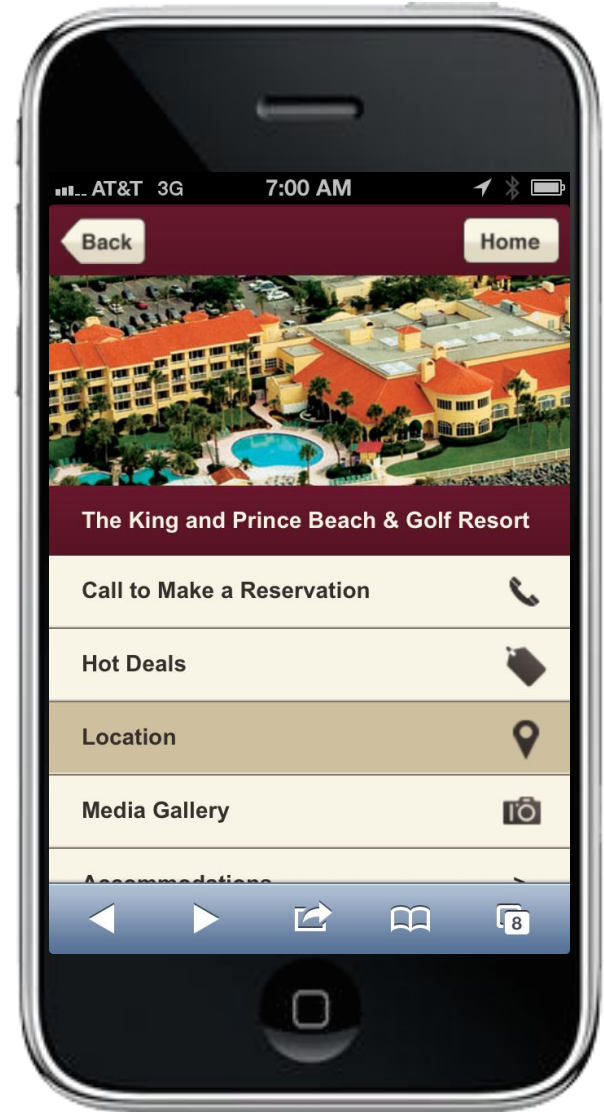 AT&T 3G 7:00 AM
Back Home
The King and Prince Beach & Golf Resort
Call to Make a Reservation
Hot Deals
Location
Media Gallery
Accommodations >
8